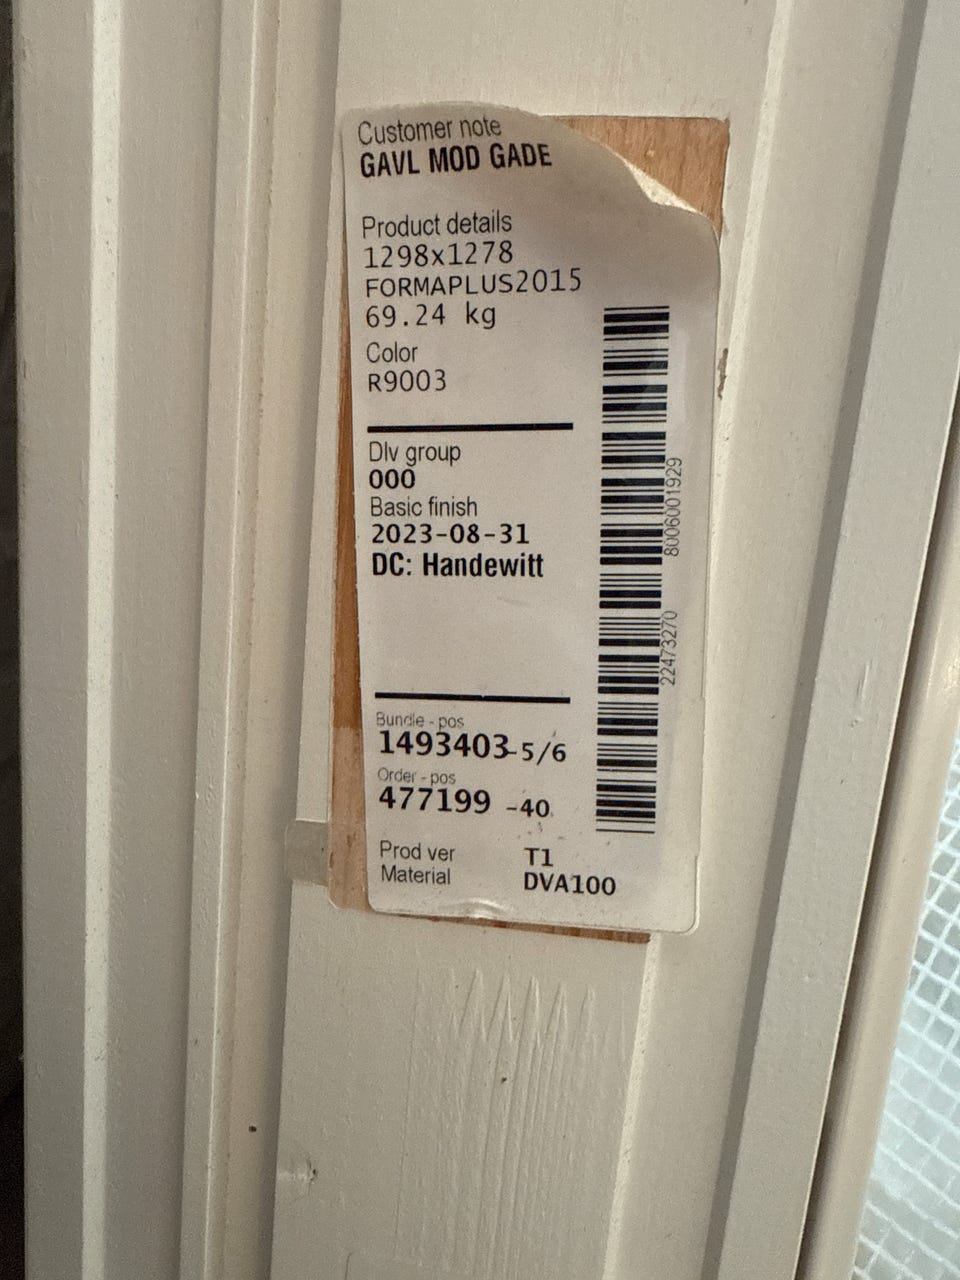 Customer note
GAVL MOD GADE
Product details
1298x1278
FORMAPLUS2015
69.24 kg
Color
R9003
Dlv group
000
Basic finish
2023-08-31
DC: Handewitt
Bundle - pos
1493403-5/6
Order - pos
477199 -40
Prod ver T1
Material DVA100
8006001929
22473270